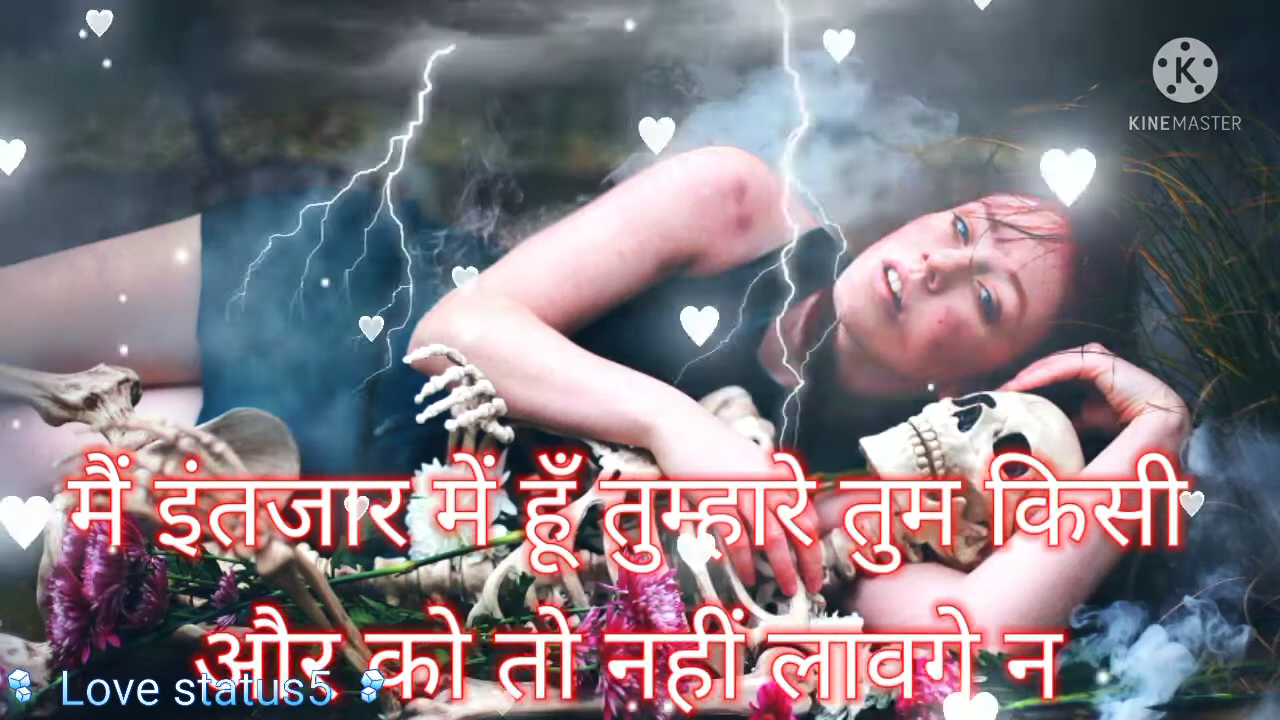 KINEMASTER
मैं इंतजार में हूँ तुम्हारे तुम किसी
और को तो नहीं लावगे न
Love status5